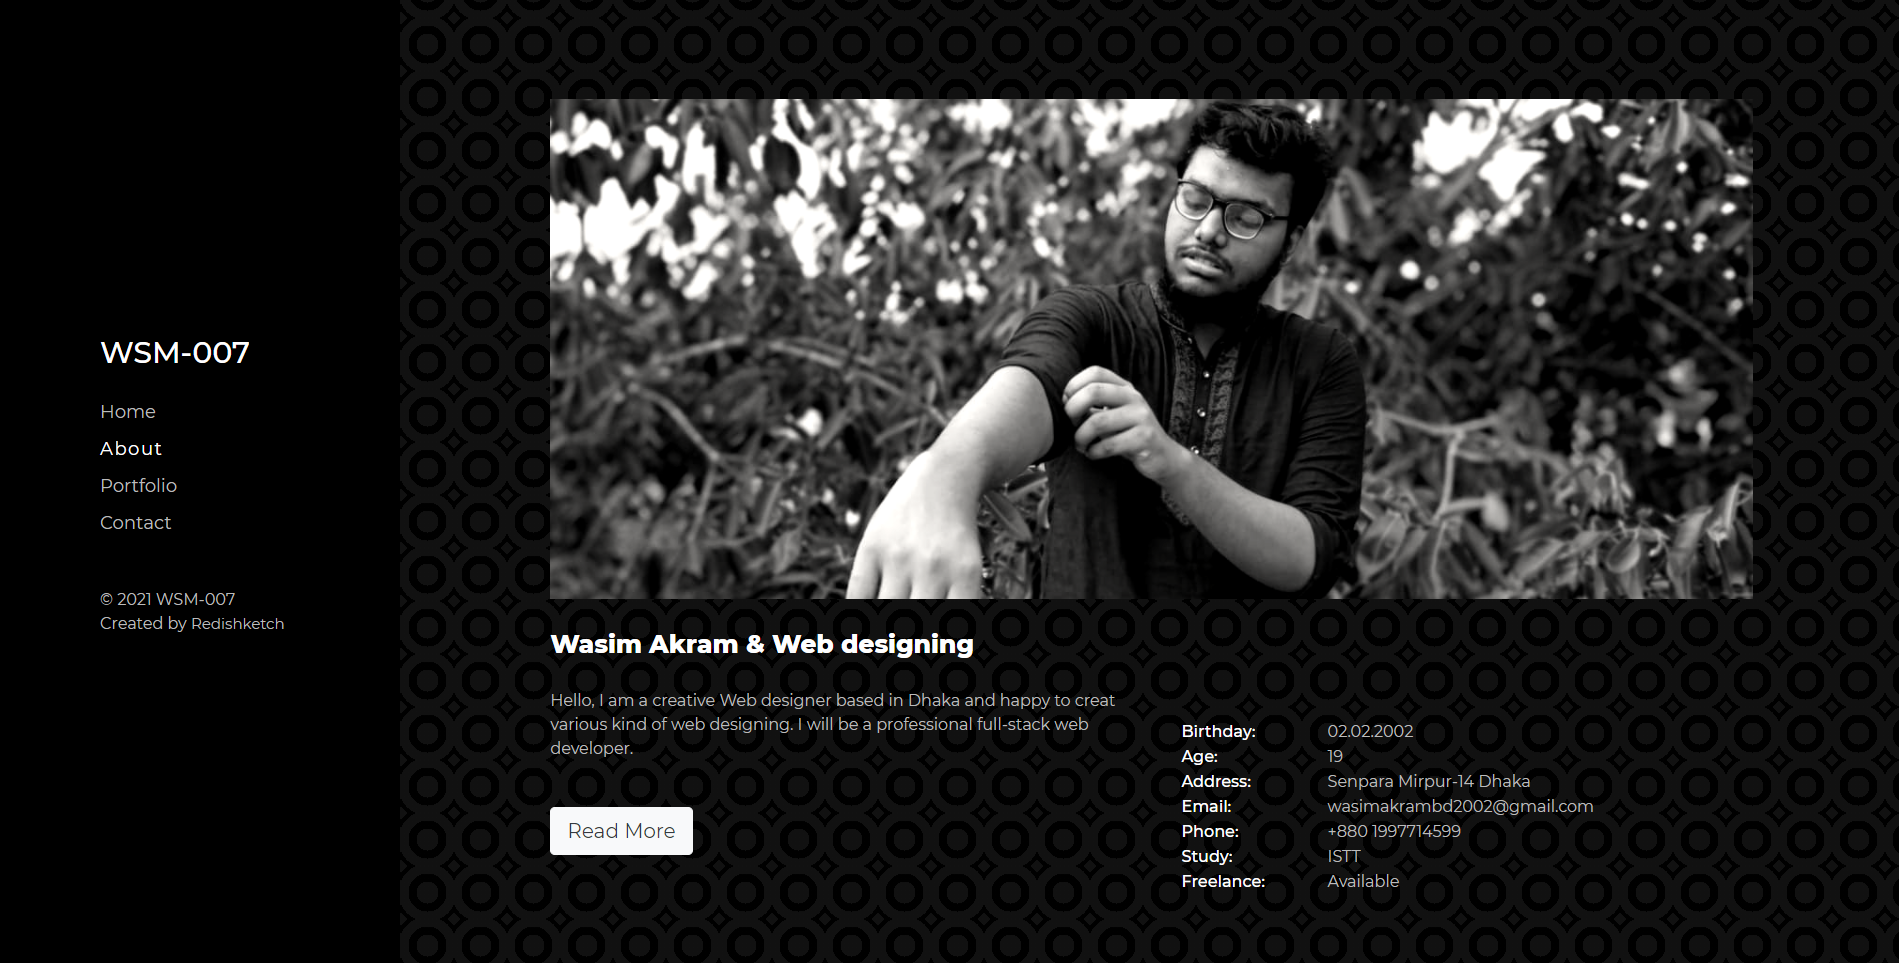 WSM-007
Home
About
Portfolio
Contact
© 2021 WSM-007
Created by Redishketch
Wasim Akram & Web designing
Hello, I am a creative Web designer based in Dhaka and happy to creat
various kind of web designing. I will be a professional full-stack web
developer.
Read More
Birthday: 02.02.2002
Age: 19
Address: Senpara Mirpur-14 Dhaka
Email: wasimakrambd2002@gmail.com
Phone: +880 1997714599
Study: ISTT
Freelance: Available